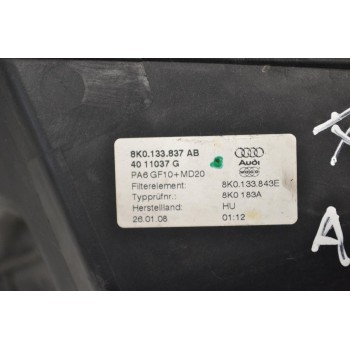 8K0.133.837 AB
40 11037 G
Audi
PA6 GF10+MD20
Filterelement: 8K0.133.843E
Typprüfnr.: 8K0 183A
Herstelland: HU
26.01.08 01:12
A